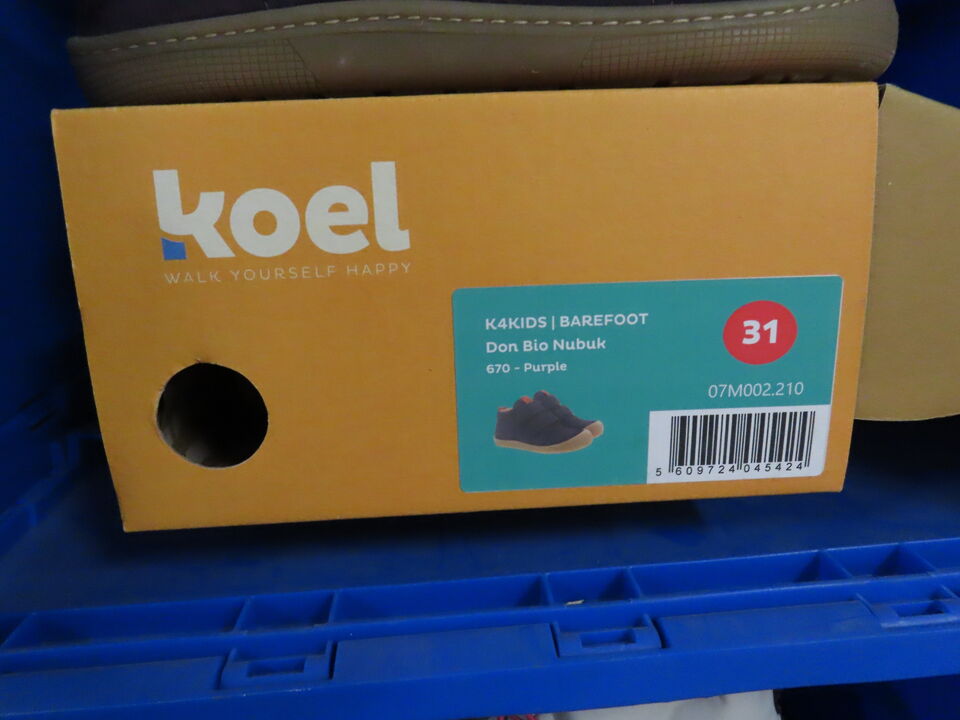 koel
WALK YOURSELF HAPPY
K4KIDS | BAREFOOT
Don Bio Nubuk
670 - Purple
31
07M002.210
5 609724 045424